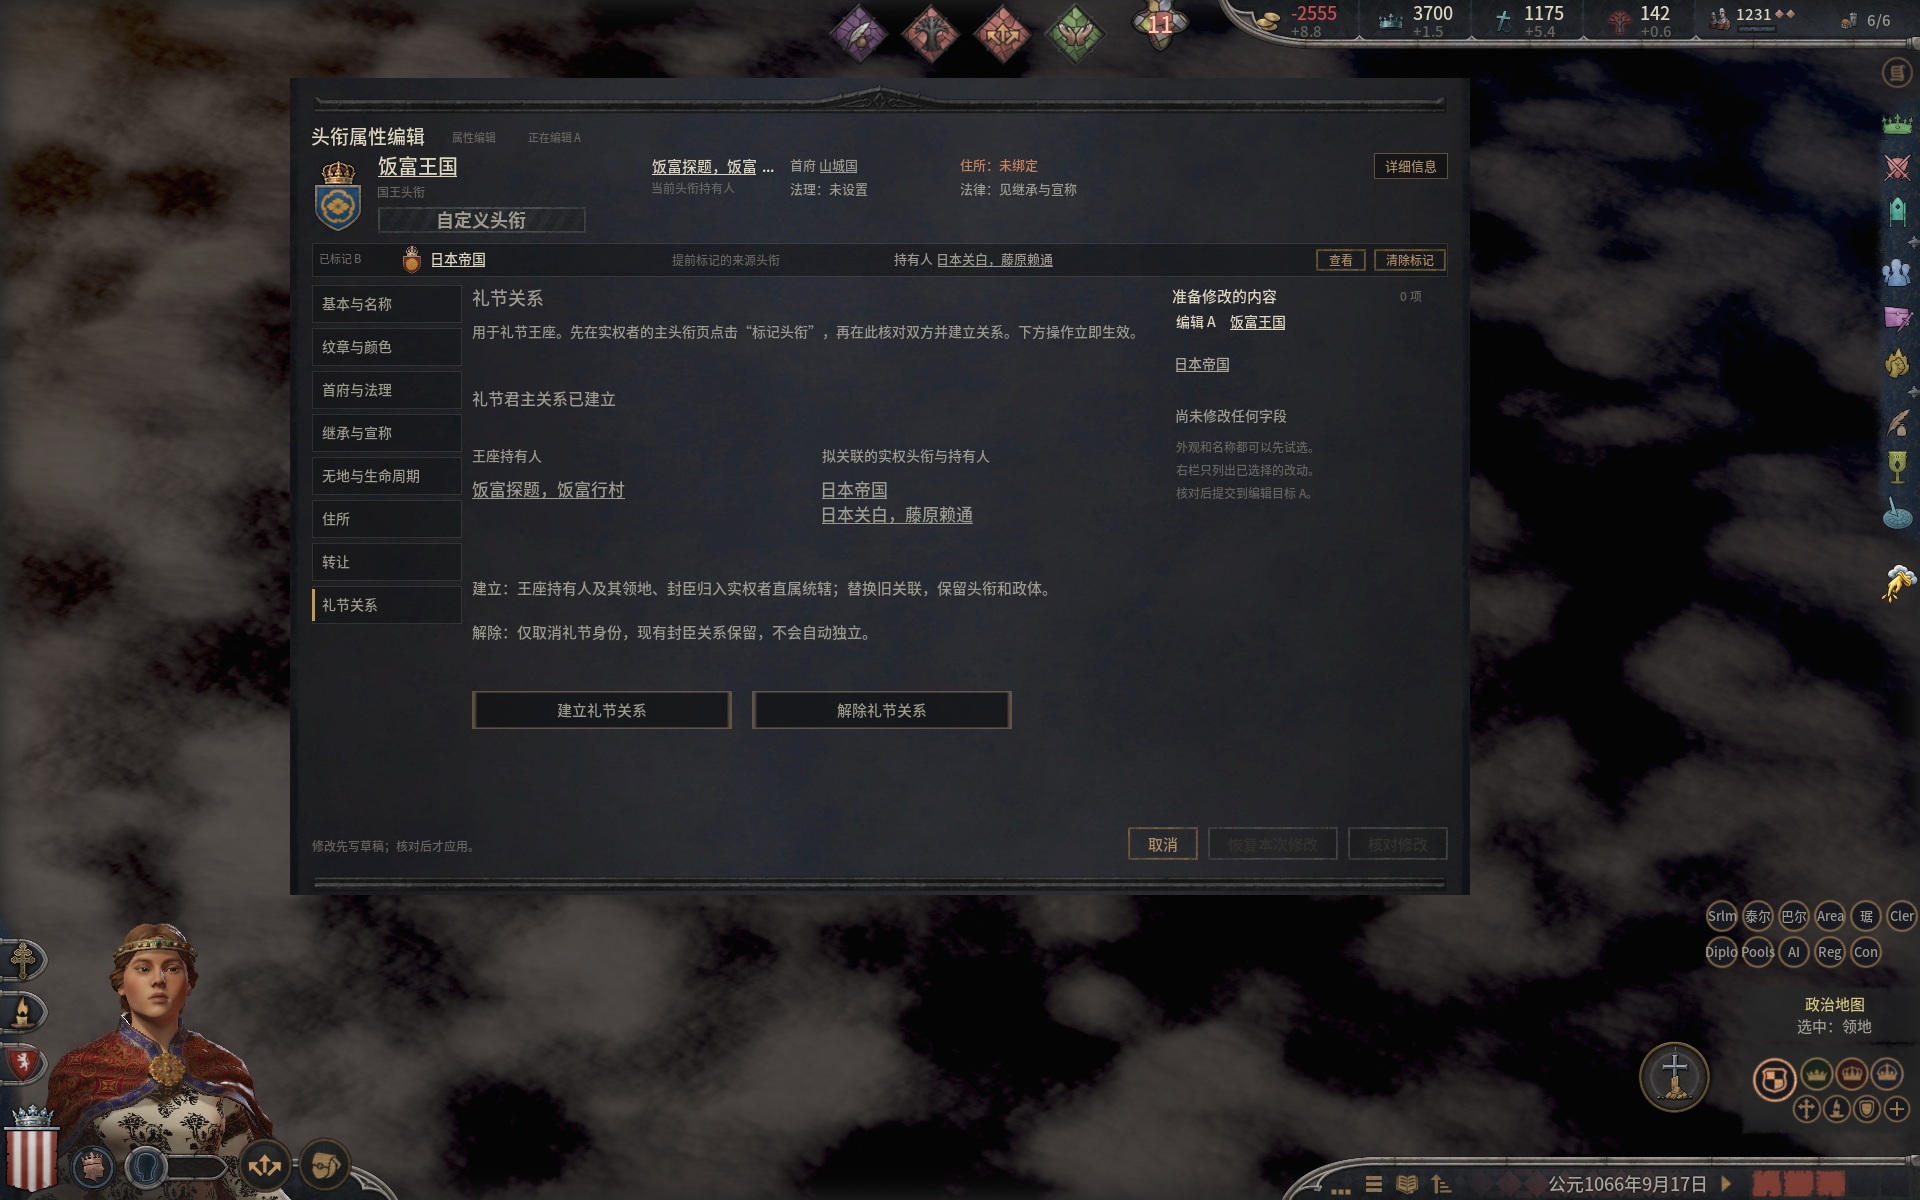 11
-2555
+8.8
3700
+1.5
1175
+5.4
142
+0.6
1231
6/6
头衔属性编辑 属性编辑 正在编辑 A
饭富王国
国王头衔
自定义头衔
饭富探题，饭富 ...
当前头衔持有人
首府 山城国
法理：未设置
住所：未绑定
法律：见继承与宣称
详细信息
已标记 B 日本帝国 提前标记的来源头衔 持有人 日本关白，藤原赖通 查看 清除标记
基本与名称
纹章与颜色
首府与法理
继承与宣称
无地与生命周期
住所
转让
礼节关系
礼节关系
用于礼节王座。先在实权者的主头衔页点击“标记头衔”，再在此核对双方并建立关系。下方操作立即生效。
礼节君主关系已建立
王座持有人
饭富探题，饭富行村
拟关联的实权头衔与持有人
日本帝国
日本关白，藤原赖通
建立：王座持有人及其领地、封臣归入实权者直属统辖；替换旧关联，保留头衔和政体。
解除：仅取消礼节身份，现有封臣关系保留，不会自动独立。
建立礼节关系 解除礼节关系
准备修改的内容 0 项
编辑 A 饭富王国
日本帝国
尚未修改任何字段
外观和名称都可以先试选。
右栏只列出已选择的改动。
核对后提交到编辑目标 A。
修改先写草稿；核对后才应用。
取消 恢复本次修改 核对修改
Srlm 泰尔 巴尔 Area 琚 Cler
Diplo Pools AI Reg Con
政治地图
选中：领地
公元1066年9月17日